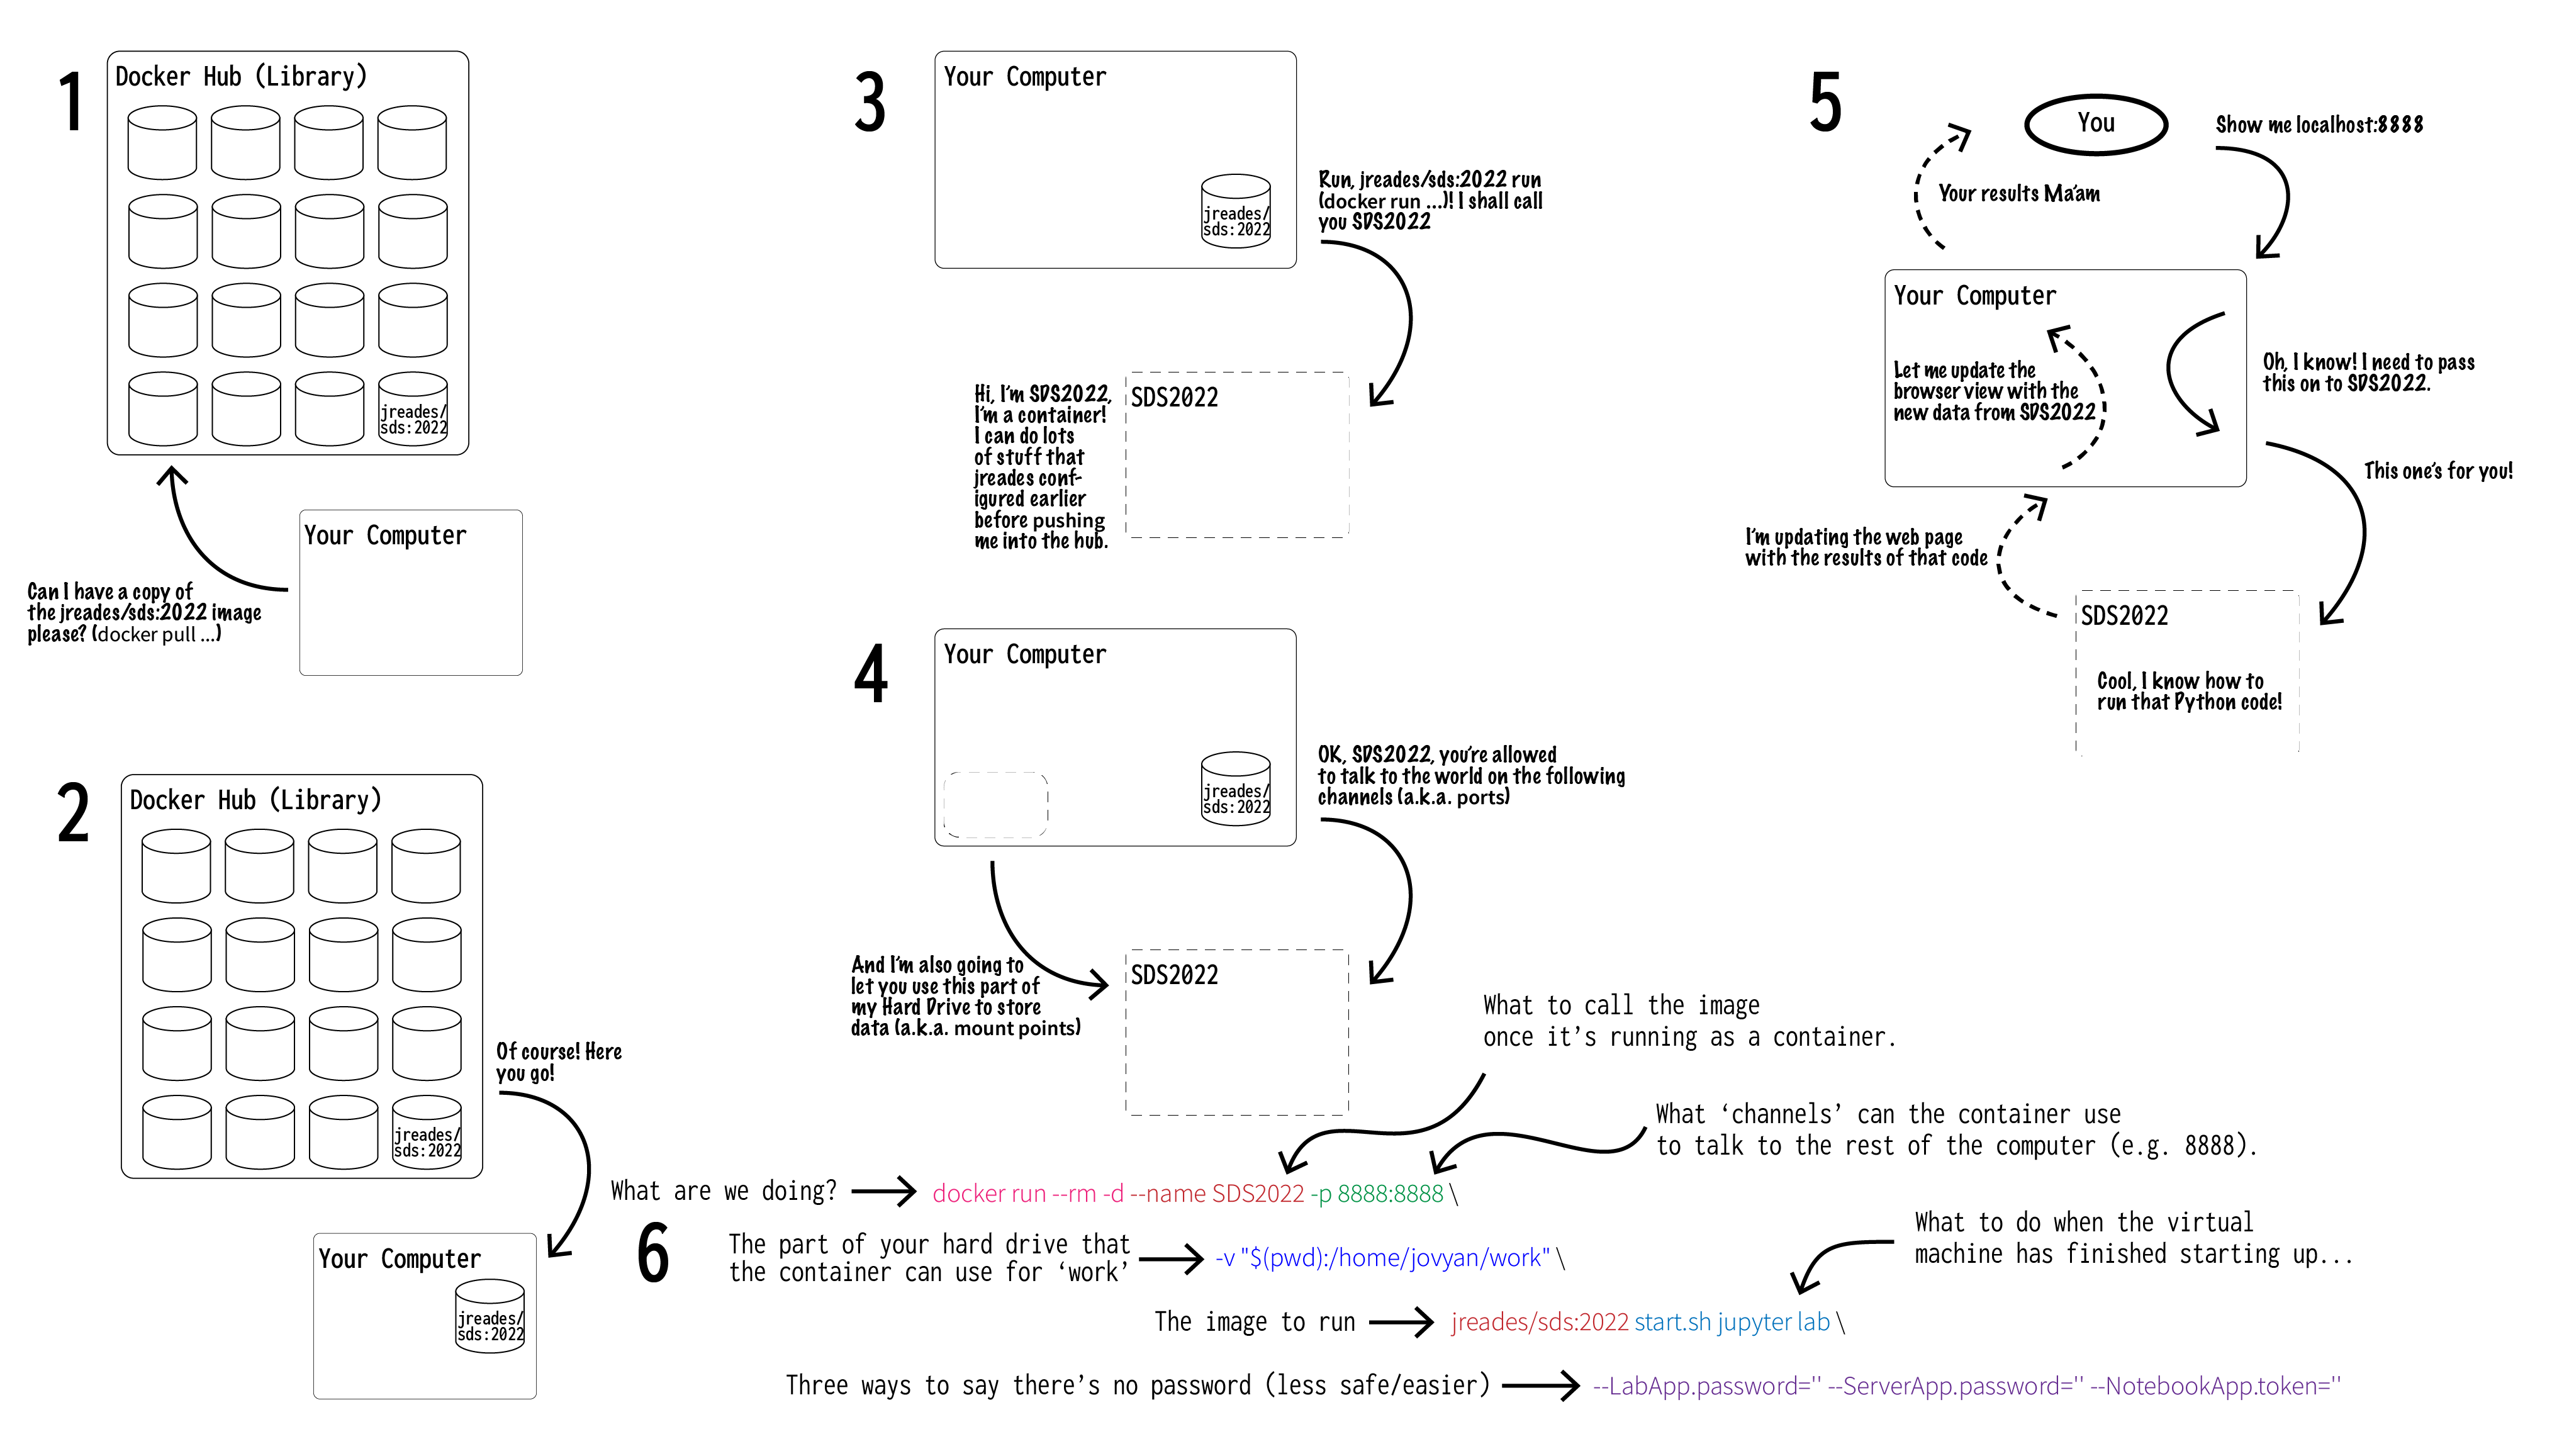 1
Docker Hub (Library)
jreades/
sds:2022
Your Computer
Can I have a copy of
the jreades/sds:2022 image
please? (docker pull ...)
2
Docker Hub (Library)
jreades/
sds:2022
Of course! Here
you go!
Your Computer
jreades/
sds:2022
3
Your Computer
jreades/
sds:2022
Run, jreades/sds:2022 run
(docker run ...)! I shall call
you SDS2022
Hi, I'm SDS2022,
I'm a container!
I can do lots
of stuff that
jreades conf-
igured earlier
before pushing
me into the hub.
SDS2022
4
Your Computer
jreades/
sds:2022
OK, SDS2022, you're allowed
to talk to the world on the following
channels (a.k.a. ports)
And I'm also going to
let you use this part of
my Hard Drive to store
data (a.k.a. mount points)
SDS2022
5
You
Show me localhost:8888
Your results Ma'am
Your Computer
Let me update the
browser view with the
new data from SDS2022
Oh, I know! I need to pass
this on to SDS2022.
This one's for you!
I'm updating the web page
with the results of that code
SDS2022
Cool, I know how to
run that Python code!
6
What to call the image
once it's running as a container.
What ‘channels’ can the container use
to talk to the rest of the computer (e.g. 8888).
What are we doing?
docker run --rm -d --name SDS2022 -p 8888:8888 \
The part of your hard drive that
the container can use for ‘work’
-v "$(pwd):/home/jovyan/work" \
What to do when the virtual
machine has finished starting up...
The image to run
jreades/sds:2022 start.sh jupyter lab \
Three ways to say there's no password (less safe/easier)
--LabApp.password='' --ServerApp.password='' --NotebookApp.token=''